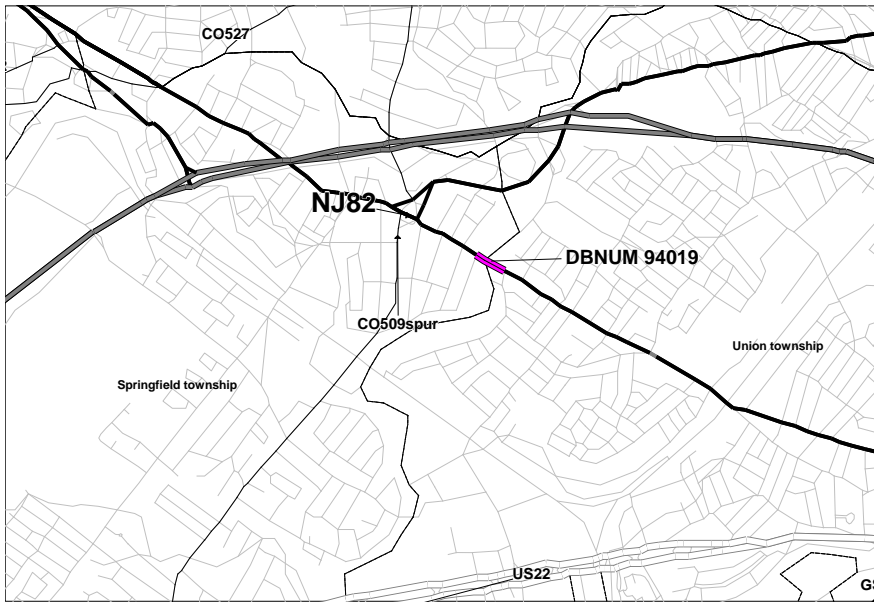 CO527
NJ82
DBNUM 94019
CO509spur
Union township
Springfield township
US22